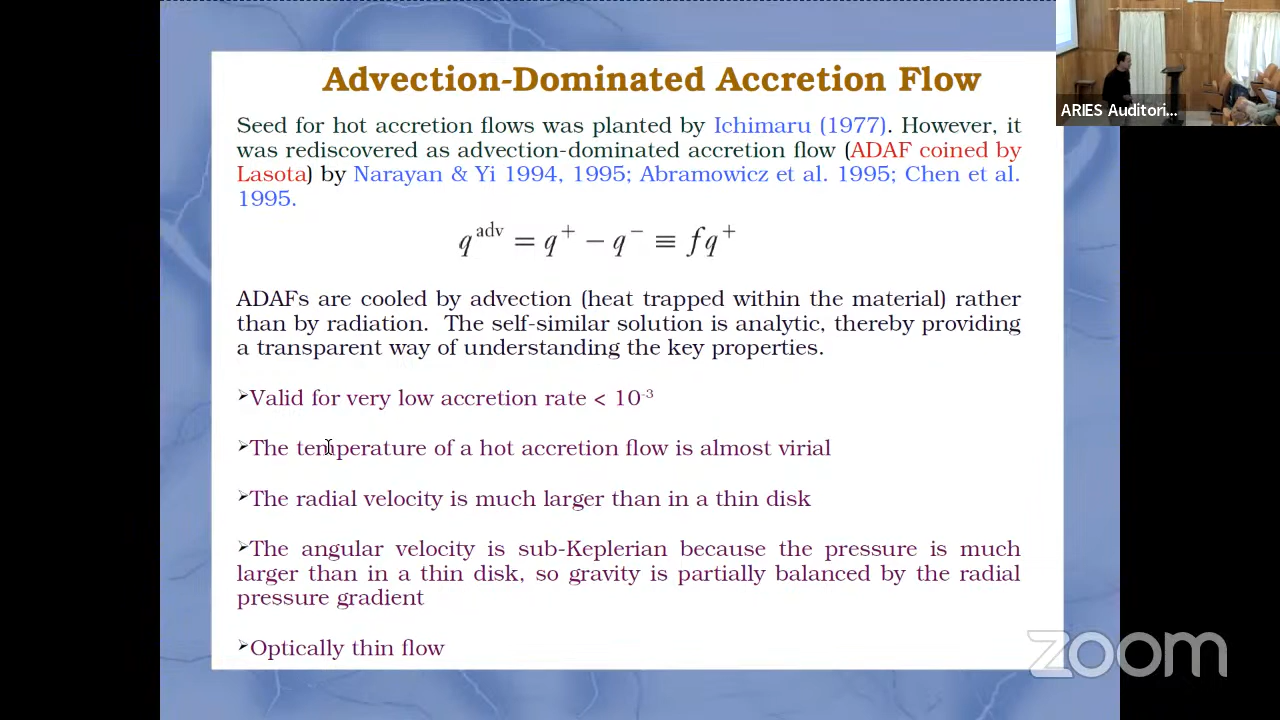 Advection-Dominated Accretion Flow
Seed for hot accretion flows was planted by Ichimaru (1977). However, it
was rediscovered as advection-dominated accretion flow (ADAF coined by
Lasota) by Narayan & Yi 1994, 1995; Abramowicz et al. 1995; Chen et al.
1995.
q^adv = q^+ − q^− ≡ fq^+
ADAFs are cooled by advection (heat trapped within the material) rather
than by radiation. The self-similar solution is analytic, thereby providing
a transparent way of understanding the key properties.
➢Valid for very low accretion rate < 10^-3
➢The temperature of a hot accretion flow is almost virial
➢The radial velocity is much larger than in a thin disk
➢The angular velocity is sub-Keplerian because the pressure is much
larger than in a thin disk, so gravity is partially balanced by the radial
pressure gradient
➢Optically thin flow
ARIES Auditori...
zoom